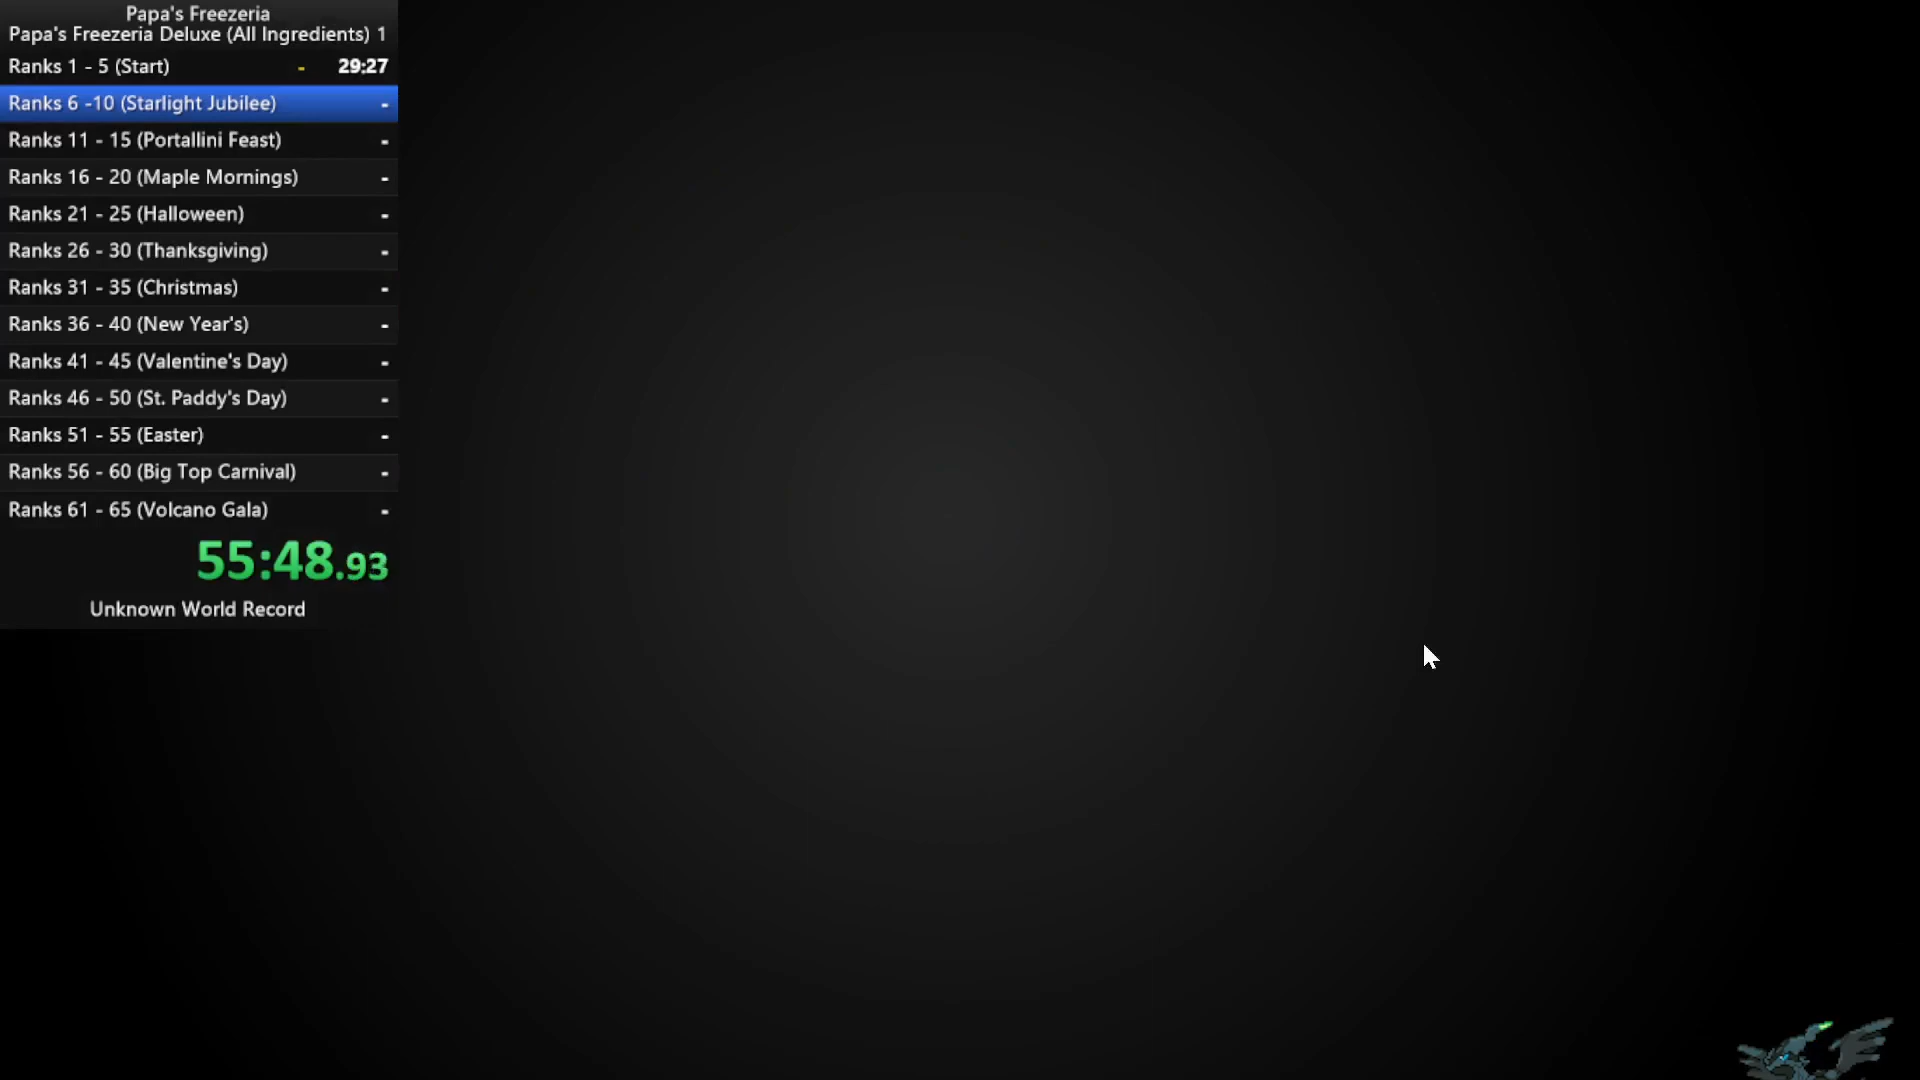 Papa's Freezeria
Papa's Freezeria Deluxe (All Ingredients) 1
Ranks 1 - 5 (Start) - 29:27
Ranks 6 -10 (Starlight Jubilee) -
Ranks 11 - 15 (Portallini Feast) -
Ranks 16 - 20 (Maple Mornings) -
Ranks 21 - 25 (Halloween) -
Ranks 26 - 30 (Thanksgiving) -
Ranks 31 - 35 (Christmas) -
Ranks 36 - 40 (New Year's) -
Ranks 41 - 45 (Valentine's Day) -
Ranks 46 - 50 (St. Paddy's Day) -
Ranks 51 - 55 (Easter) -
Ranks 56 - 60 (Big Top Carnival) -
Ranks 61 - 65 (Volcano Gala) -
55:48.93
Unknown World Record